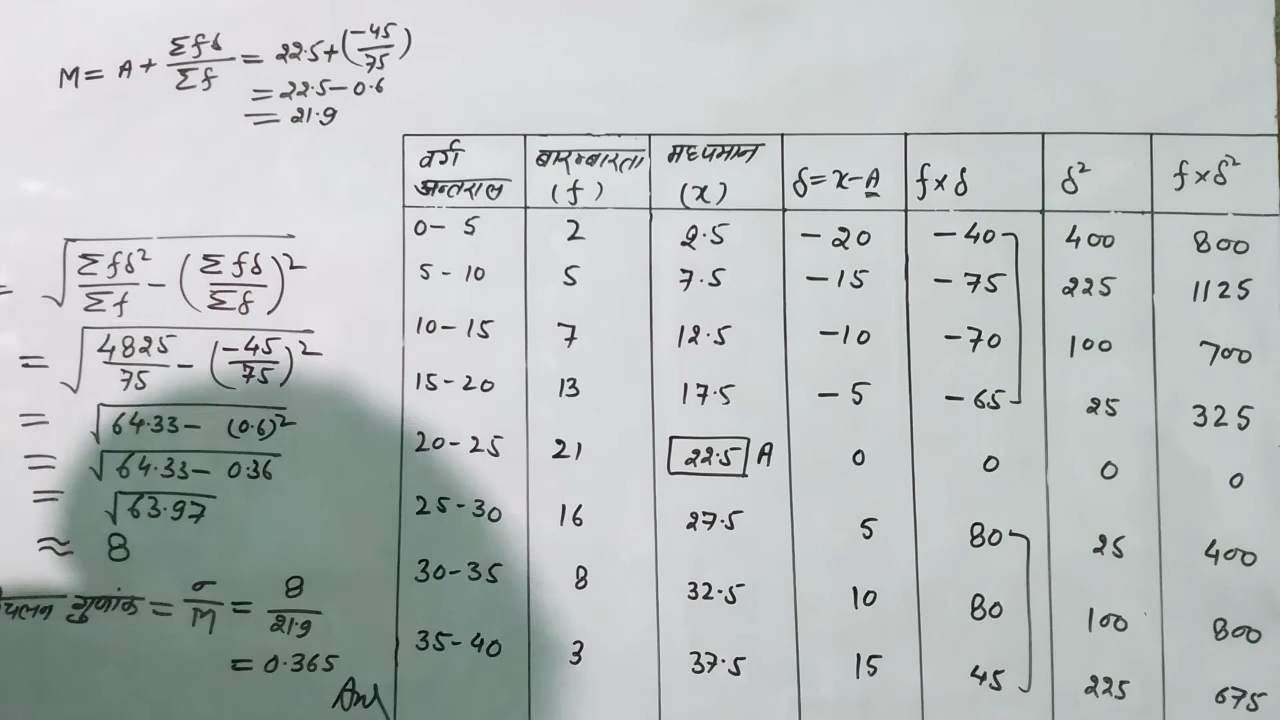 M = A + Σfδ/Σf = 22.5 + (-45/75)
= 22.5 - 0.6
= 21.9
= √(Σfδ²/Σf - (Σfδ/Σf)²)
= √(4825/75 - (-45/75)²)
= √(64.33 - (0.6)²)
= √(64.33 - 0.36)
= √63.97
≈ 8
गुणांक = σ/M = 8/21.9
= 0.365
Ans
वर्ग अन्तराल | बारम्बारता (f) | मध्यमान (x) | δ=x-A | f×δ | δ² | f×δ²
0-5 | 2 | 2.5 | -20 | -40 | 400 | 800
5-10 | 5 | 7.5 | -15 | -75 | 225 | 1125
10-15 | 7 | 12.5 | -10 | -70 | 100 | 700
15-20 | 13 | 17.5 | -5 | -65 | 25 | 325
20-25 | 21 | 22.5 A | 0 | 0 | 0 | 0
25-30 | 16 | 27.5 | 5 | 80 | 25 | 400
30-35 | 8 | 32.5 | 10 | 80 | 100 | 800
35-40 | 3 | 37.5 | 15 | 45 | 225 | 675